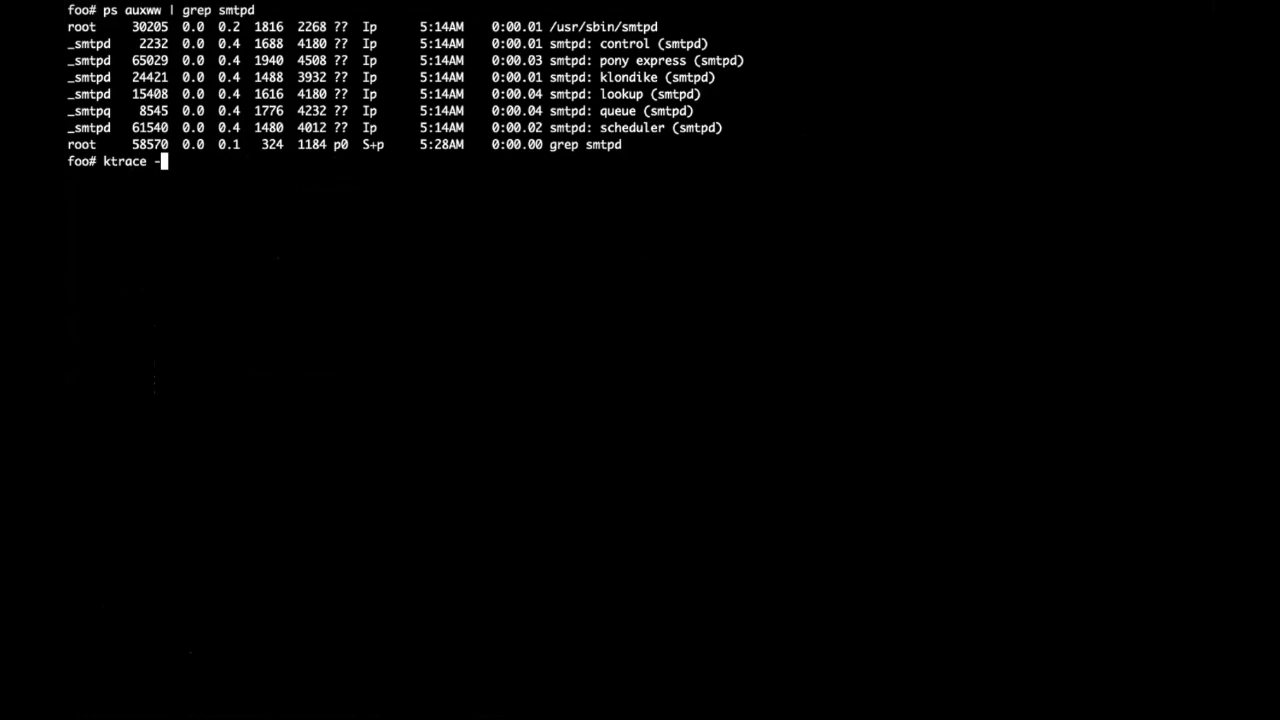 foo# ps auxww | grep smtpd
root     30205  0.0  0.2  1816  2268 ??  Ip      5:14AM    0:00.01 /usr/sbin/smtpd
_smtpd    2232  0.0  0.4  1688  4180 ??  Ip      5:14AM    0:00.01 smtpd: control (smtpd)
_smtpd   65029  0.0  0.4  1940  4508 ??  Ip      5:14AM    0:00.03 smtpd: pony express (smtpd)
_smtpd   24421  0.0  0.4  1488  3932 ??  Ip      5:14AM    0:00.01 smtpd: klondike (smtpd)
_smtpd   15408  0.0  0.4  1616  4180 ??  Ip      5:14AM    0:00.04 smtpd: lookup (smtpd)
_smtpq    8545  0.0  0.4  1776  4232 ??  Ip      5:14AM    0:00.04 smtpd: queue (smtpd)
_smtpd   61540  0.0  0.4  1480  4012 ??  Ip      5:14AM    0:00.02 smtpd: scheduler (smtpd)
root     58570  0.0  0.1   324  1184 p0  S+p     5:28AM    0:00.00 grep smtpd
foo# ktrace -